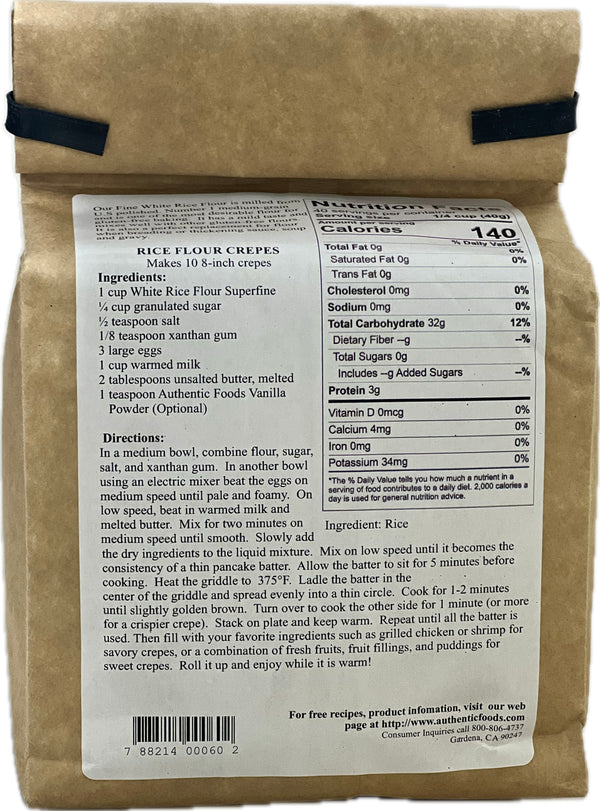 Our Fine White Rice Flour is milled from
U.S polished Number 1 medium-grain
and is one of the most desirable flour for
gluten-free baking. It has a mild taste and
mixes well with other gluten-free flours.
It is also a perfect replacement for flour
when breading or thickening sauce, soup
and gravy.
RICE FLOUR CREPES
Makes 10 8-inch crepes
Ingredients:
1 cup White Rice Flour Superfine
¼ cup granulated sugar
½ teaspoon salt
1/8 teaspoon xanthan gum
3 large eggs
1 cup warmed milk
2 tablespoons unsalted butter, melted
1 teaspoon Authentic Foods Vanilla
Powder (Optional)
Nutrition Facts
40 servings per container
Serving size 1/4 cup (40g)
Amount per serving
Calories 140
% Daily Value*
Total Fat 0g 0%
Saturated Fat 0g 0%
Trans Fat 0g
Cholesterol 0mg 0%
Sodium 0mg 0%
Total Carbohydrate 32g 12%
Dietary Fiber --g --%
Total Sugars 0g
Includes --g Added Sugars --%
Protein 3g
Vitamin D 0mcg 0%
Calcium 4mg 0%
Iron 0mg 0%
Potassium 34mg 0%
*The % Daily Value tells you how much a nutrient in a
serving of food contributes to a daily diet. 2,000 calories a
day is used for general nutrition advice.
Ingredient: Rice
Directions:
In a medium bowl, combine flour, sugar,
salt, and xanthan gum. In another bowl
using an electric mixer beat the eggs on
medium speed until pale and foamy. On
low speed, beat in warmed milk and
melted butter. Mix for two minutes on
medium speed until smooth. Slowly add
the dry ingredients to the liquid mixture. Mix on low speed until it becomes the
consistency of a thin pancake batter. Allow the batter to sit for 5 minutes before
cooking. Heat the griddle to 375°F. Ladle the batter in the
center of the griddle and spread evenly into a thin circle. Cook for 1-2 minutes
until slightly golden brown. Turn over to cook the other side for 1 minute (or more
for a crispier crepe). Stack on plate and keep warm. Repeat until all the batter is
used. Then fill with your favorite ingredients such as grilled chicken or shrimp for
savory crepes, or a combination of fresh fruits, fruit fillings, and puddings for
sweet crepes. Roll it up and enjoy while it is warm!
For free recipes, product infomation, visit our web
page at http://www.authenticfoods.com
Consumer Inquiries call 800-806-4737
Gardena, CA 90247
7 88214 00060 2